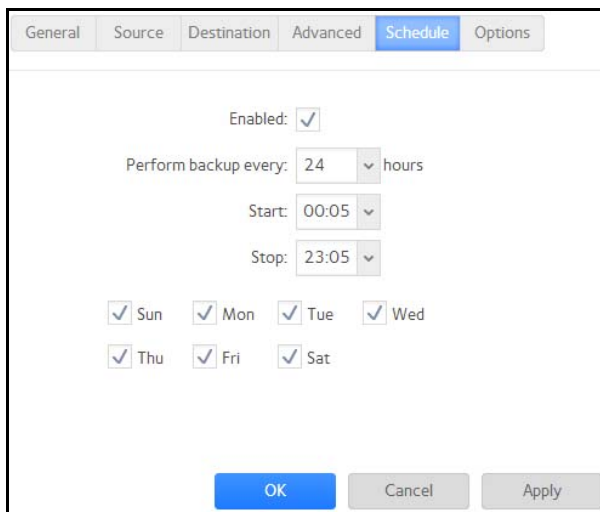 General Source Destination Advanced Schedule Options
Enabled:
Perform backup every: 24 hours
Start: 00:05
Stop: 23:05
Sun Mon Tue Wed
Thu Fri Sat
OK Cancel Apply